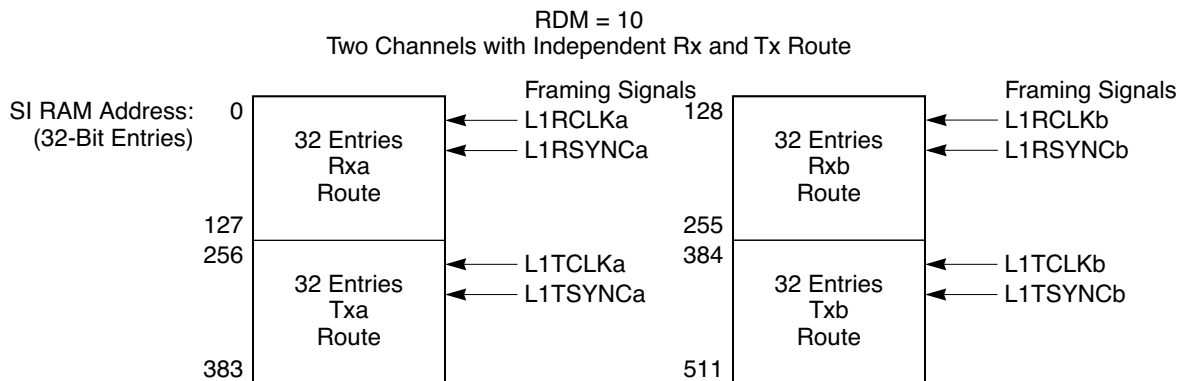 RDM = 10
Two Channels with Independent Rx and Tx Route
SI RAM Address:
(32-Bit Entries)
0
32 Entries
Rxa
Route
127
256
32 Entries
Txa
Route
383
Framing Signals
L1RCLKa
L1RSYNCa
L1TCLKa
L1TSYNCa
128
32 Entries
Rxb
Route
255
384
32 Entries
Txb
Route
511
Framing Signals
L1RCLKb
L1RSYNCb
L1TCLKb
L1TSYNCb